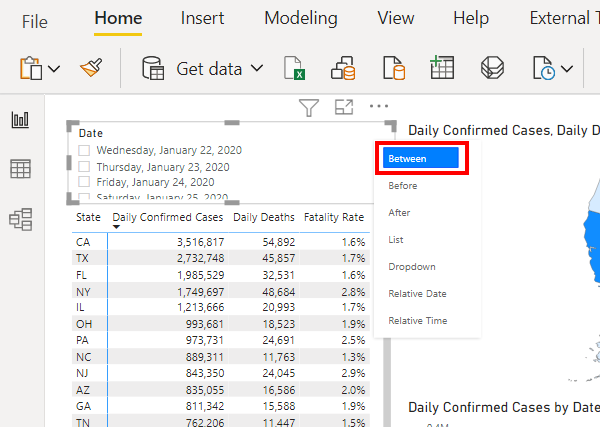 File Home Insert Modeling View Help External T
Get data
Date
Wednesday, January 22, 2020
Thursday, January 23, 2020
Friday, January 24, 2020
Saturday, January 25, 2020
Between
Before
After
List
Dropdown
Relative Date
Relative Time
State Daily Confirmed Cases Daily Deaths Fatality Rate
CA 3,516,817 54,892 1.6%
TX 2,732,748 45,857 1.7%
FL 1,985,529 32,531 1.6%
NY 1,749,697 48,684 2.8%
IL 1,213,666 20,993 1.7%
OH 993,681 18,523 1.9%
PA 973,731 24,691 2.5%
NC 889,311 11,763 1.3%
NJ 843,350 24,045 2.9%
AZ 835,055 16,586 2.0%
GA 811,342 15,588 1.9%
TN 762,206 11,447 1.5%
Daily Confirmed Cases, Daily D
Daily Confirmed Cases by Date